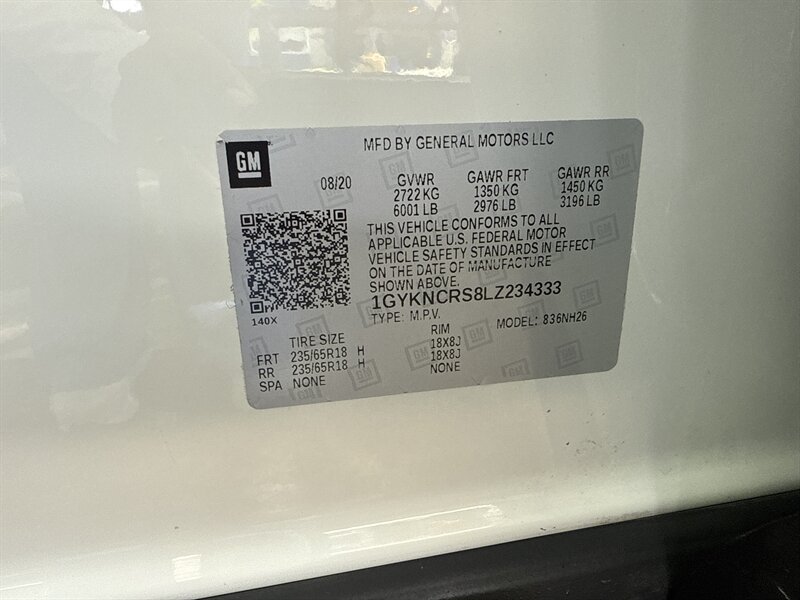 MFD BY GENERAL MOTORS LLC
GM
08/20 GVWR GAWR FRT GAWR RR
2722 KG 1350 KG 1450 KG
6001 LB 2976 LB 3196 LB
THIS VEHICLE CONFORMS TO ALL
APPLICABLE U.S. FEDERAL MOTOR
VEHICLE SAFETY STANDARDS IN EFFECT
ON THE DATE OF MANUFACTURE
SHOWN ABOVE.
1GYKNCRS8LZ234333
140X
TYPE: M.P.V. MODEL: 836NH26
TIRE SIZE RIM
FRT 235/65R18 H 18X8J
RR 235/65R18 H 18X8J
SPA NONE NONE